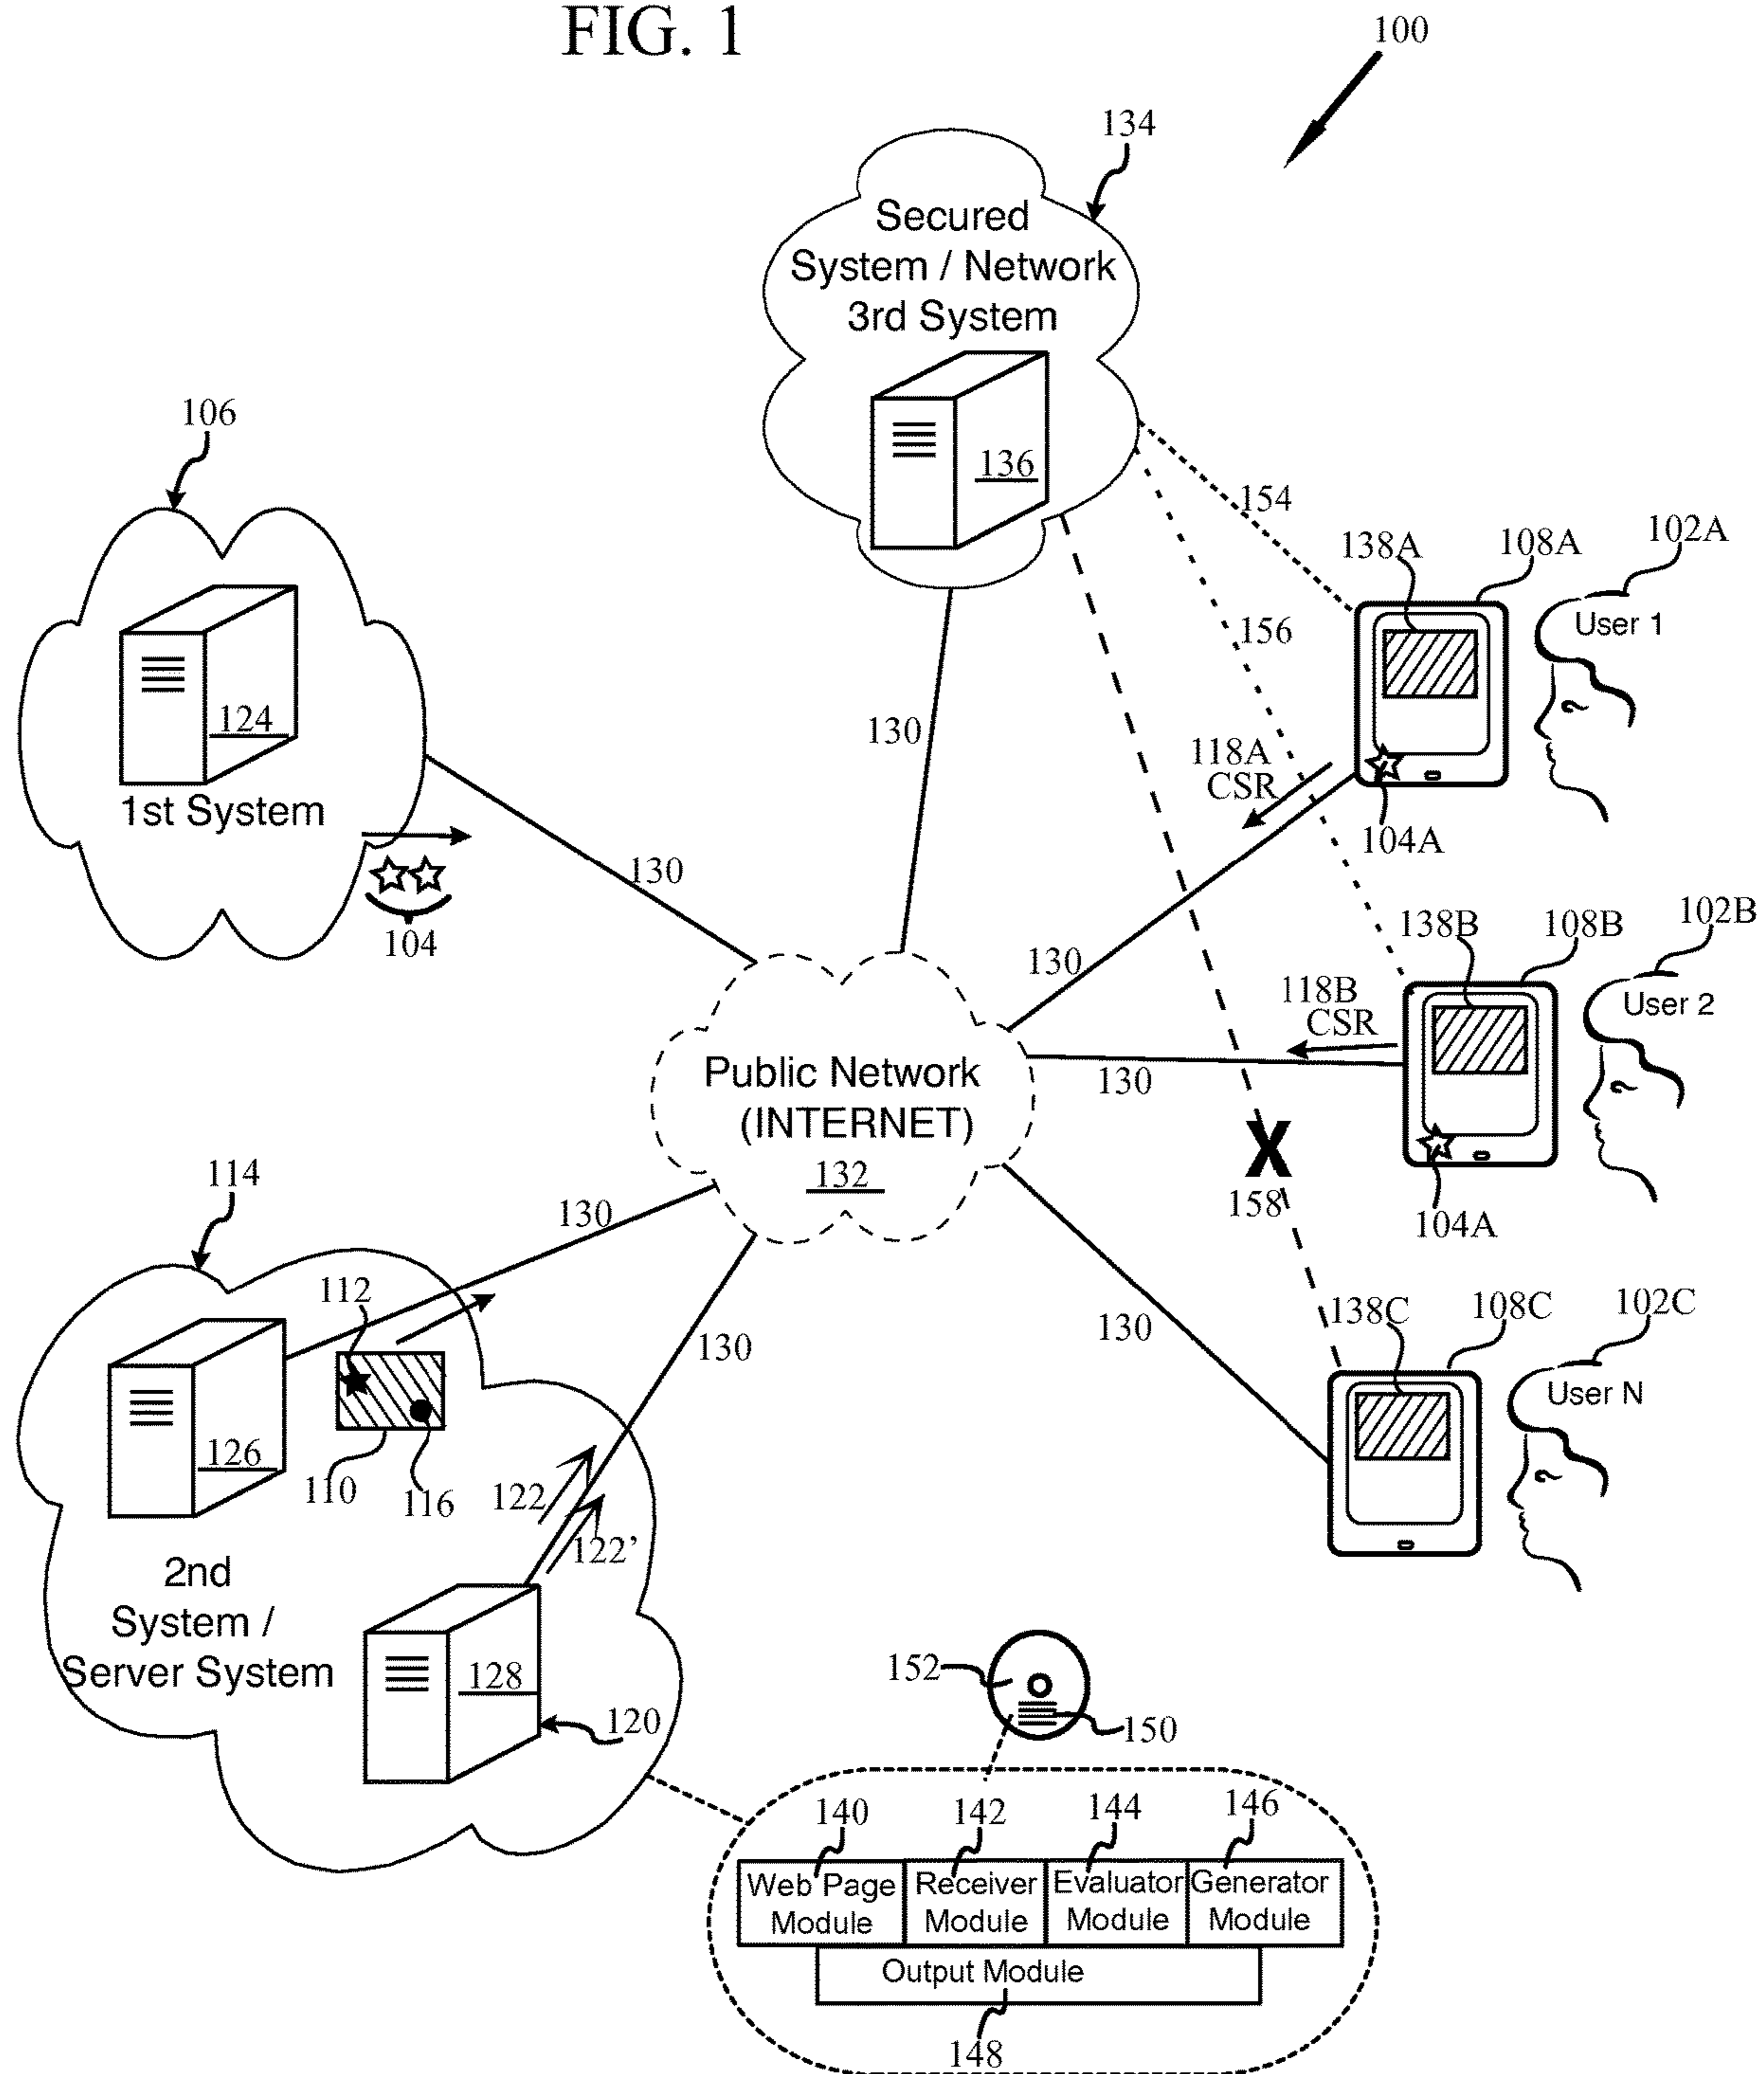 FIG. 1
100
134
Secured
System / Network
3rd System
136
106
124
1st System
104
130
130
154
156
138A
108A
102A
User 1
118A
CSR
104A
130
138B
108B
102B
User 2
118B
CSR
130
104A
Public Network
(INTERNET)
132
158
130
138C
108C
102C
User N
114
130
112
126
110
116
130
122
122’
2nd
System /
Server System
128
120
152
150
140
142
144
146
Web Page
Module
Receiver
Module
Evaluator
Module
Generator
Module
Output Module
148